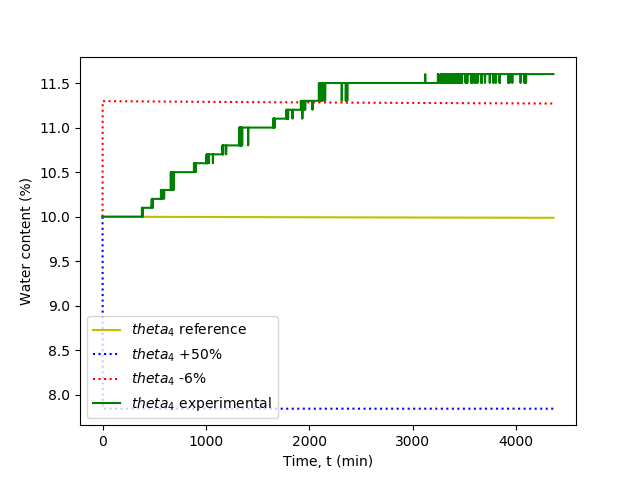 11.5
11.0
10.5
10.0
9.5
9.0
8.5
8.0
Water content (%)
theta₄ reference
theta₄ +50%
theta₄ -6%
theta₄ experimental
0 1000 2000 3000 4000
Time, t (min)